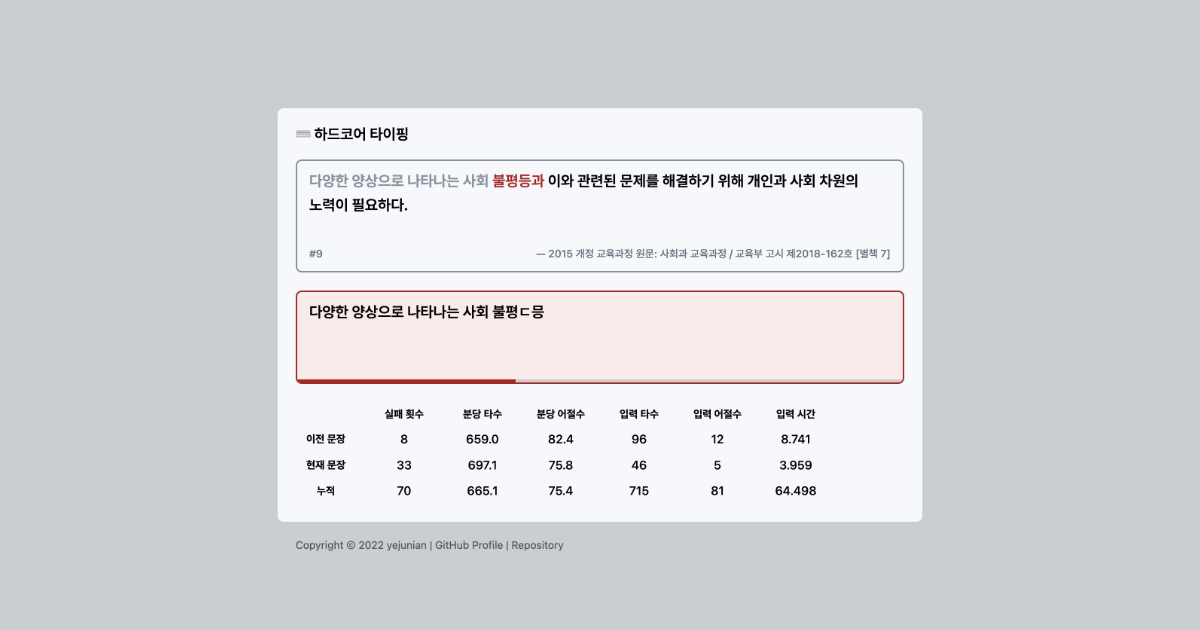 하드코어 타이핑
다양한 양상으로 나타나는 사회 불평등과 이와 관련된 문제를 해결하기 위해 개인과 사회 차원의
노력이 필요하다.
#9 — 2015 개정 교육과정 원문: 사회과 교육과정 / 교육부 고시 제2018-162호 [별책 7]
다양한 양상으로 나타나는 사회 불평ㄷ믕
실패 횟수 분당 타수 분당 어절수 입력 타수 입력 어절수 입력 시간
이전 문장 8 659.0 82.4 96 12 8.741
현재 문장 33 697.1 75.8 46 5 3.959
누적 70 665.1 75.4 715 81 64.498
Copyright © 2022 yejunian | GitHub Profile | Repository